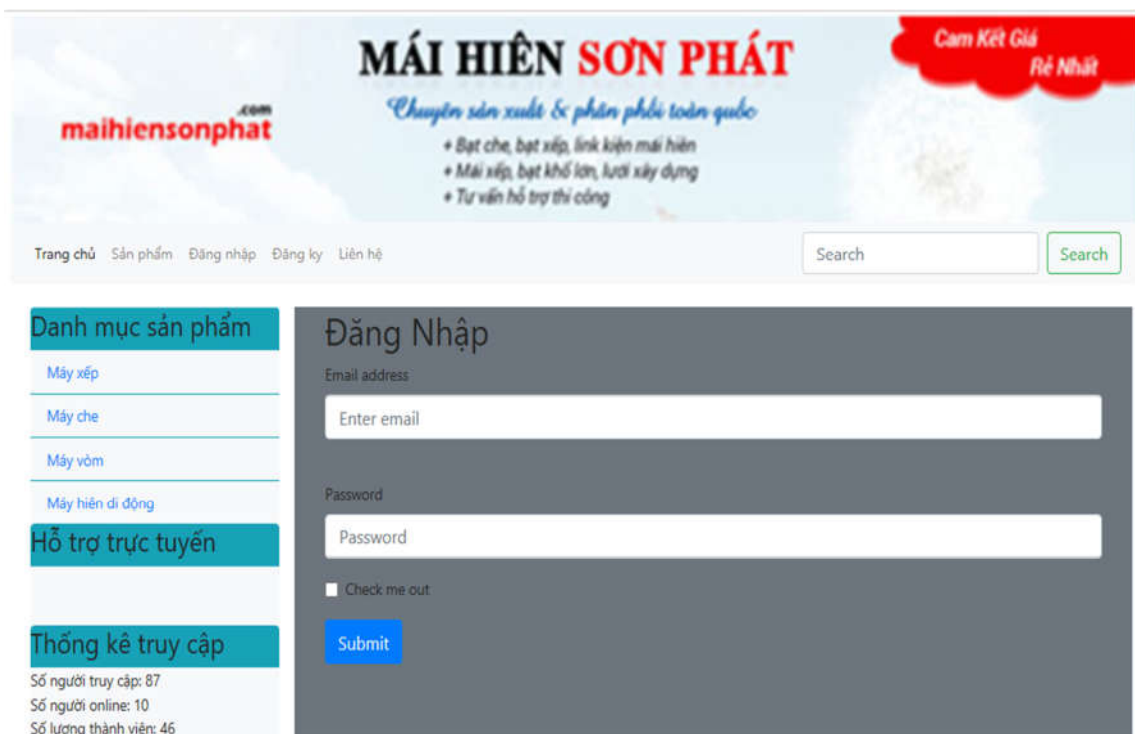 MÁI HIÊN SƠN PHÁT
Cam Kết Giá
Rẻ Nhất
.com
maihiensonphat
Chuyên sản xuất & phân phối toàn quốc
+ Bạt che, bạt xếp, link kiện mái hiên
+ Mái xếp, bạt khổ lớn, lưới xây dựng
+ Tư vấn hỗ trợ thi công
Trang chủ Sản phẩm Đăng nhập Đăng ky Liên hệ Search Search
Danh mục sản phẩm
Máy xếp
Máy che
Máy vòm
Máy hiên di động
Hỗ trợ trực tuyến
Thống kê truy cập
Số người truy cập: 87
Số người online: 10
Số lượng thành viên: 46
Đăng Nhập
Email address
Enter email
Password
Password
Check me out
Submit